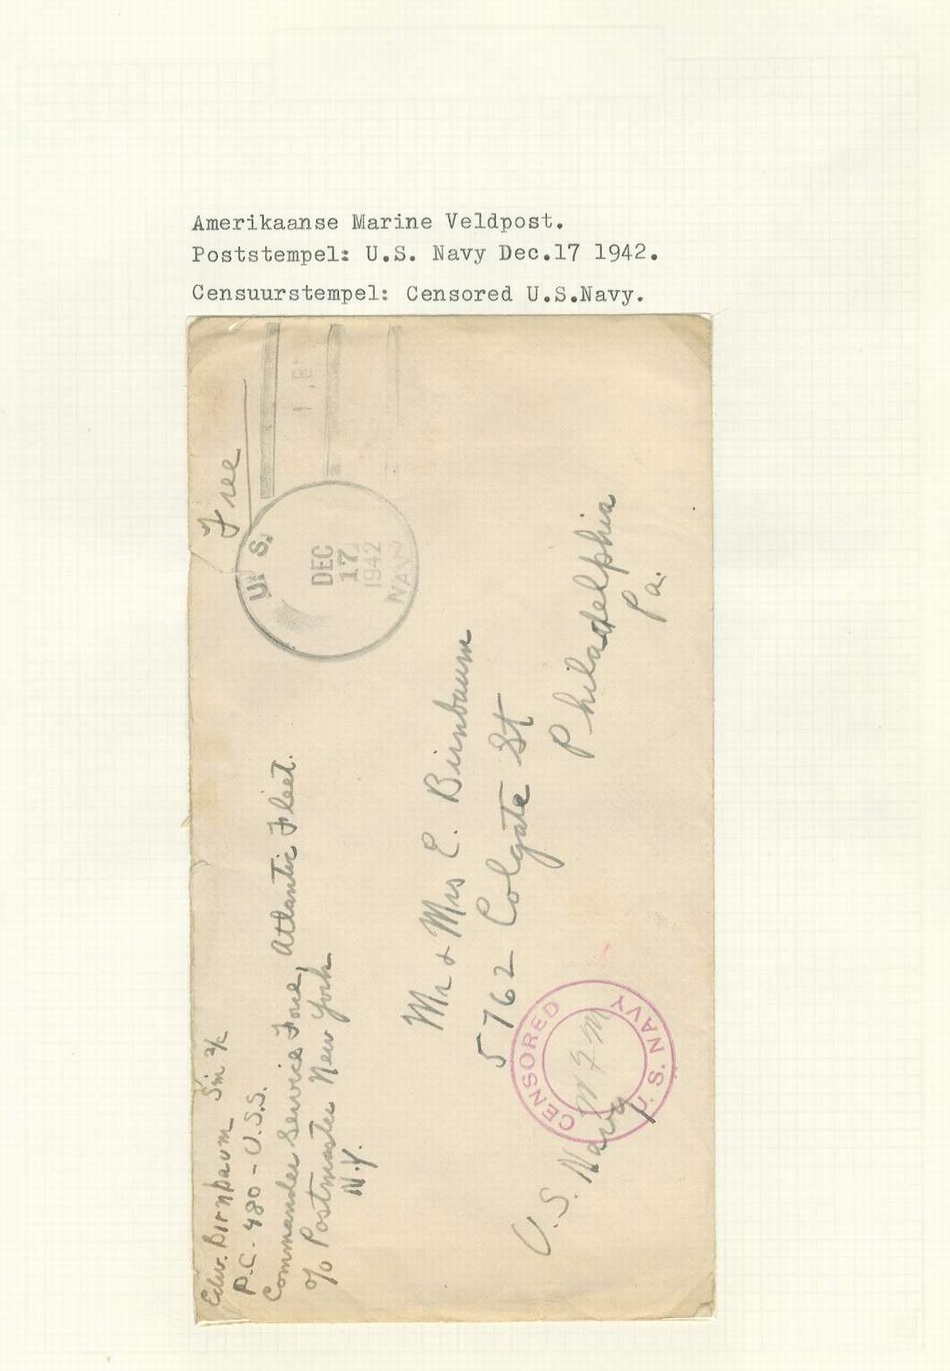 Amerikaanse Marine Veldpost.
Poststempel: U.S. Navy Dec.17 1942.
Censuurstempel: Censored U.S.Navy.
Edw. Birnbaum Sm 2/c
P.C. - 480 - U.S.S.
Commander Service Force, Atlantic Fleet.
c/o Postmaster New York
N.Y.
Free
U. S.
DEC
17
1942
NAVY
Mr & Mrs E. Birnbaum
5762 Colgate St
Philadelphia
Pa.
U.S. Navy
CENSORED
U. S. NAVY